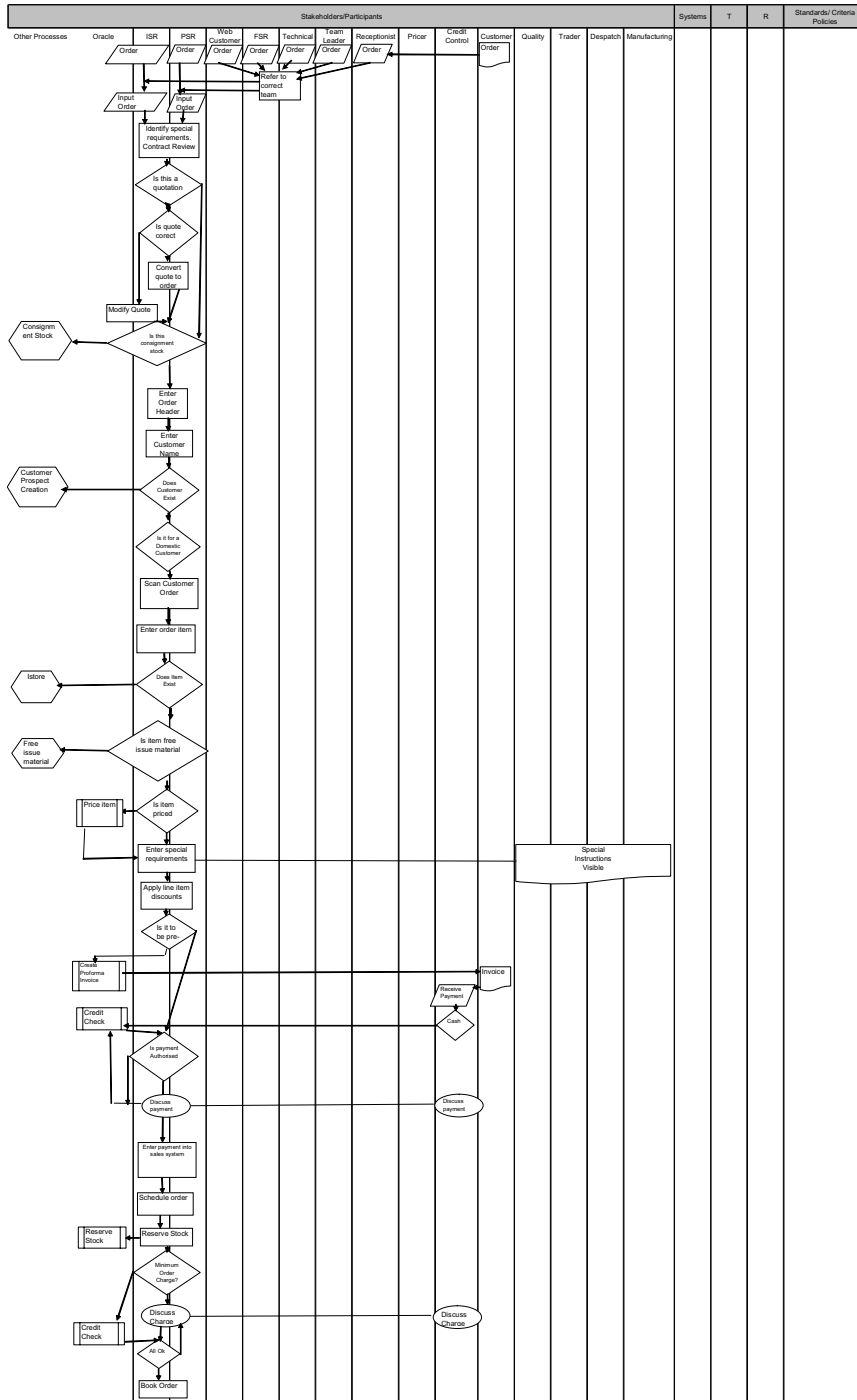 Stakeholders/Participants
Systems
T
R
Standards/ Criteria
Policies
Other Processes
Oracle
ISR
PSR
Web
Customer
FSR
Technical
Team
Leader
Receptionist
Pricer
Credit
Control
Customer
Quality
Trader
Despatch
Manufacturing
Order
Order
Order
Order
Order
Order
Order
Order
Refer to
correct
team
Input
Order
Input
Order
Identify special
requirements.
Contract Review
Is this a
quotation
Is quote
corect
Convert
quote to
order
Modify Quote
Consignm
ent Stock
Is this
consignment
stock
Enter
Order
Header
Enter
Customer
Name
Customer
Prospect
Creation
Does
Customer
Exist
Is it for a
Domestic
Customer
Scan Customer
Order
Enter order item
Istore
Does Item
Exist
Free
issue
material
Is item free
issue material
Price item
Is item
priced
Enter special
requirements
Special
Instructions
Visible
Apply line item
discounts
Is it to
be pre-
Create
Proforma
Invoice
Invoice
Receive
Payment
Credit
Check
Cash
Is payment
Authorised
Discuss
payment
Discuss
payment
Enter payment into
sales system
Schedule order
Reserve
Stock
Reserve Stock
Minimum
Order
Charge?
Discuss
Charge
Discuss
Charge
Credit
Check
All Ok
Book Order